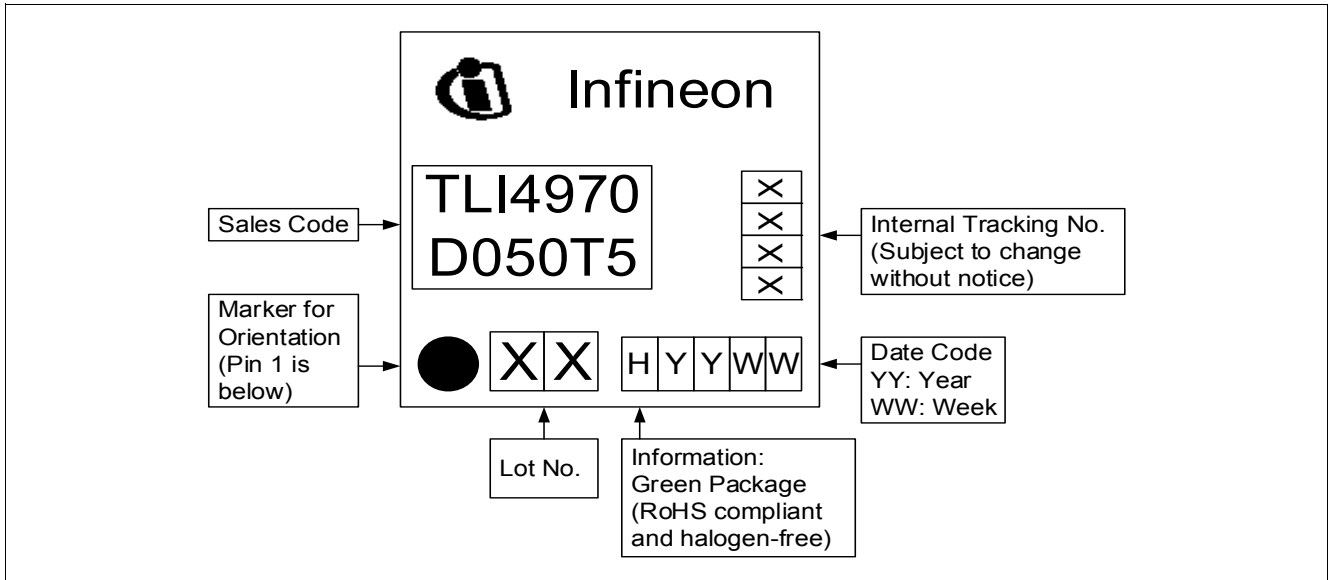 Infineon
TLI4970
D050T5
Sales Code
X
X
X
X
Internal Tracking No.
(Subject to change
without notice)
Marker for
Orientation
(Pin 1 is
below)
X X
H Y Y W W
Date Code
YY: Year
WW: Week
Lot No.
Information:
Green Package
(RoHS compliant
and halogen-free)